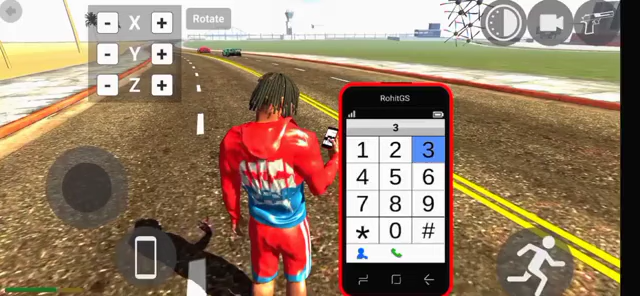 - X +
Rotate
- Y +
- Z +
RohitGS
3
1 2 3
4 5 6
7 8 9
* 0 #